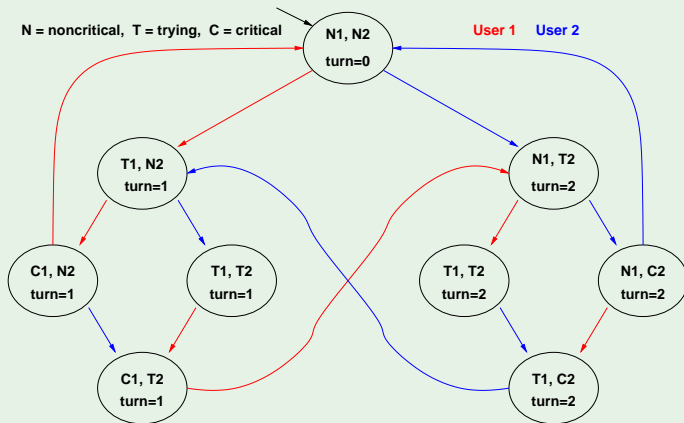 N = noncritical, T = trying, C = critical
N1, N2
turn=0
User 1 User 2
T1, N2
turn=1
N1, T2
turn=2
C1, N2
turn=1
T1, T2
turn=1
T1, T2
turn=2
N1, C2
turn=2
C1, T2
turn=1
T1, C2
turn=2